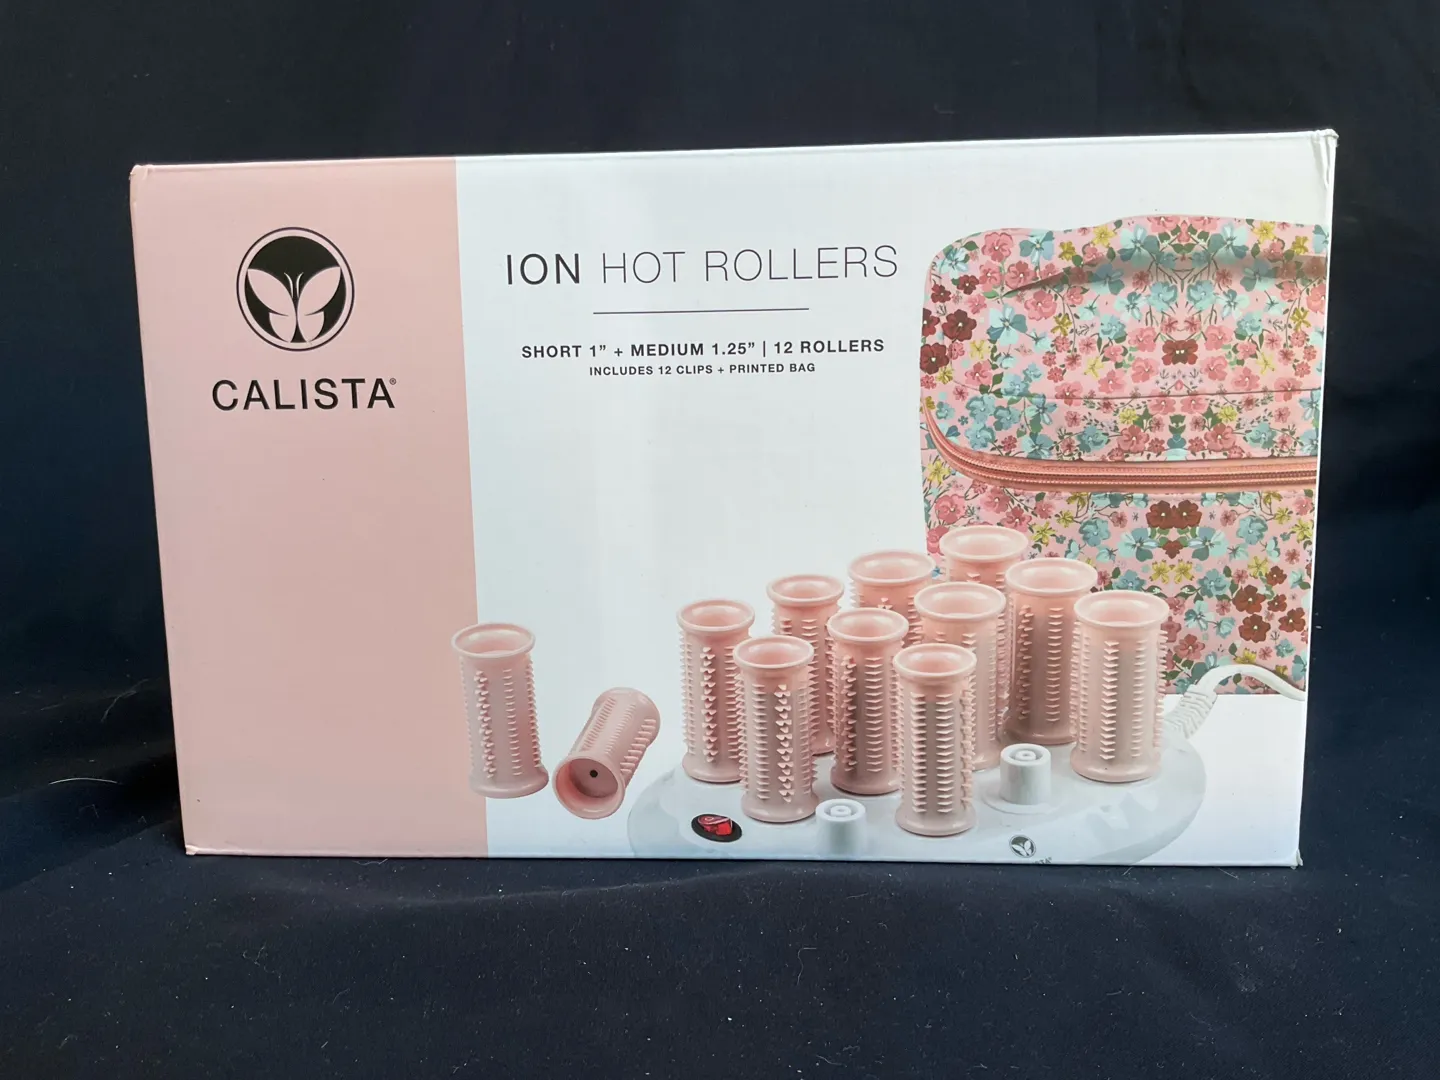 CALISTA®
ION HOT ROLLERS
SHORT 1” + MEDIUM 1.25” | 12 ROLLERS
INCLUDES 12 CLIPS + PRINTED BAG